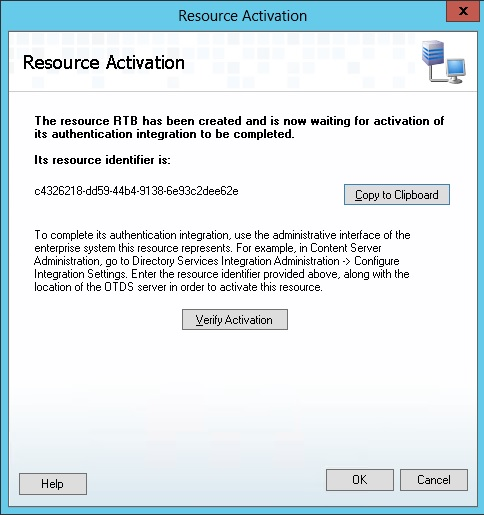 Resource Activation
x
Resource Activation
The resource RTB has been created and is now waiting for activation of
its authentication integration to be completed.
Its resource identifier is:
c4326218-dd59-44b4-9138-6e93c2dee62e
Copy to Clipboard
To complete its authentication integration, use the administrative interface of the
enterprise system this resource represents. For example, in Content Server
Administration, go to Directory Services Integration Administration -> Configure
Integration Settings. Enter the resource identifier provided above, along with the
location of the OTDS server in order to activate this resource.
Verify Activation
Help
OK
Cancel